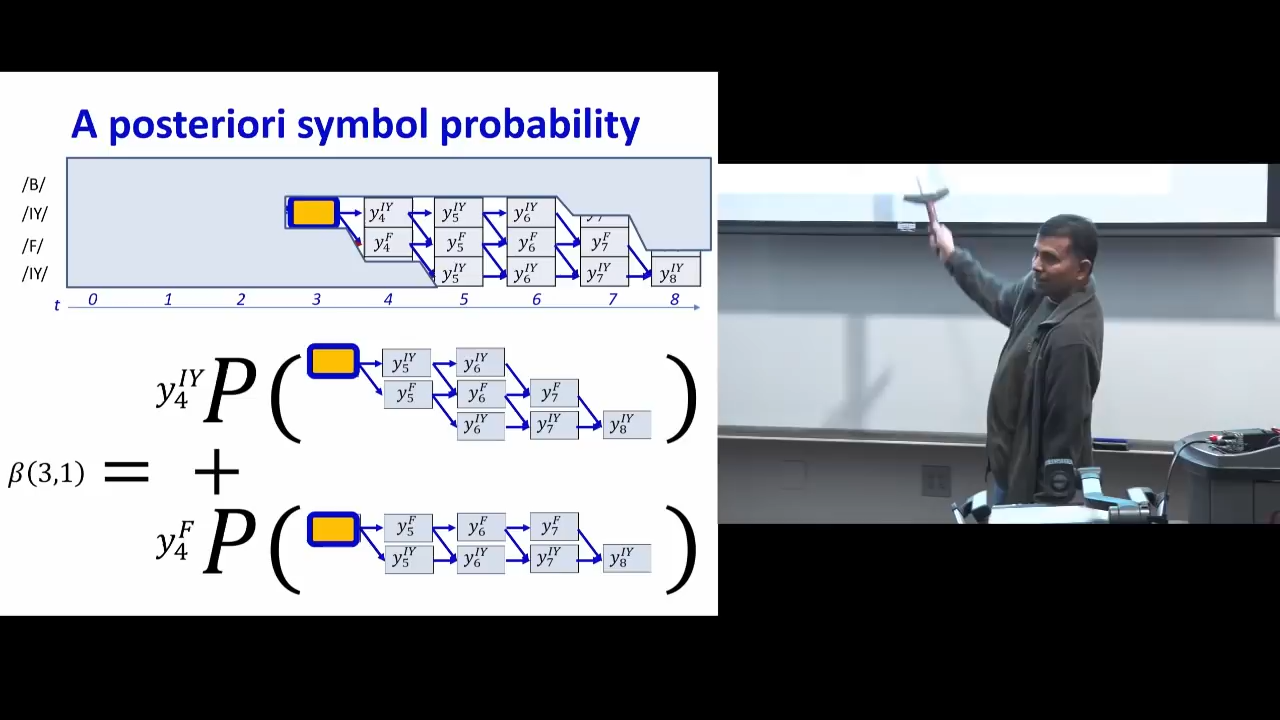 A posteriori symbol probability
/B/
/IY/ y₄^IY y₅^IY y₆^IY
/F/ y₄^F y₅^F y₆^F y₇^F
/IY/ y₅^IY y₆^IY y₇^IY y₈^IY
t 0 1 2 3 4 5 6 7 8
y₄^IY P ( y₅^IY y₆^IY
y₅^F y₆^F y₇^F
y₆^IY y₇^IY y₈^IY )
β(3,1) = +
y₄^F P ( y₅^F y₆^F y₇^F
y₅^IY y₆^IY y₇^IY y₈^IY )